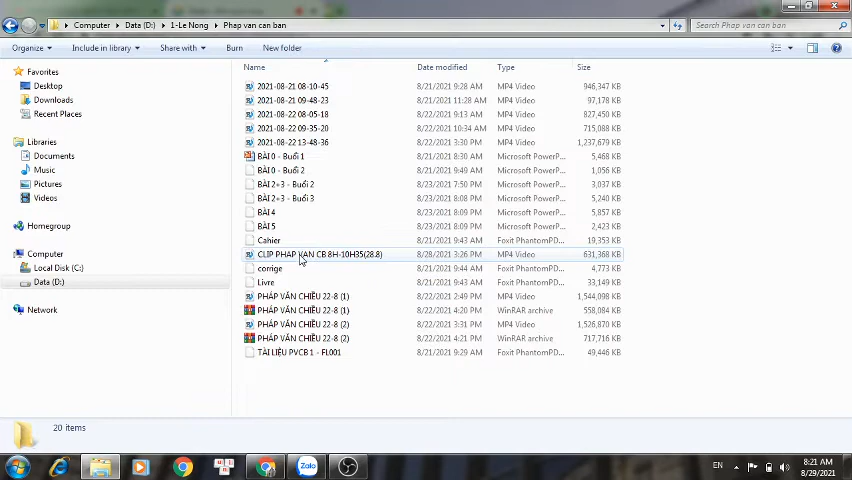 Computer ▸ Data (D:) ▸ 1-Le Nong ▸ Phap van can ban
Search Phap van can ban
Organize ▾ Include in library ▾ Share with ▾ Burn New folder
Name Date modified Type Size
Favorites
Desktop
Downloads
Recent Places
Libraries
Documents
Music
Pictures
Videos
Homegroup
Computer
Local Disk (C:)
Data (D:)
Network
2021-08-21 08-10-45 8/21/2021 9:28 AM MP4 Video 946,347 KB
2021-08-21 09-48-23 8/21/2021 11:28 AM MP4 Video 97,178 KB
2021-08-22 08-05-18 8/22/2021 9:13 AM MP4 Video 827,450 KB
2021-08-22 09-35-20 8/22/2021 10:34 AM MP4 Video 715,088 KB
2021-08-22 13-48-36 8/22/2021 3:30 PM MP4 Video 1,237,679 KB
BÀI 0 - Buổi 1 8/21/2021 8:30 AM Microsoft PowerP... 5,468 KB
BÀI 0 - Buổi 2 8/21/2021 9:49 AM Microsoft PowerP... 1,762 KB
BÀI 2+3 - Buổi 2 8/23/2021 7:50 PM Microsoft PowerP... 3,037 KB
BÀI 2+3 - Buổi 3 8/23/2021 8:09 PM Microsoft PowerP... 3,042 KB
BÀI 4 8/23/2021 8:09 PM Microsoft PowerP... 5,857 KB
BÀI 5 8/23/2021 8:09 PM Microsoft PowerP... 2,423 KB
Cahier 8/21/2021 9:43 AM Foxit PhantomPD... 19,353 KB
CLIP PHAP VAN CB 8H-10H35(28.8) 8/28/2021 3:26 PM MP4 Video 631,368 KB
corrige 8/21/2021 9:43 AM Foxit PhantomPD... 4,773 KB
Livre 8/21/2021 9:43 AM Foxit PhantomPD... 33,149 KB
PHÁP VĂN CHIỀU 22-8 (1) 8/22/2021 2:44 PM MP4 Video 1,544,098 KB
PHÁP VĂN CHIỀU 22-8 (1) 8/22/2021 3:50 PM WinRAR archive 558,084 KB
PHÁP VĂN CHIỀU 22-8 (2) 8/22/2021 3:31 PM MP4 Video 1,526,870 KB
PHÁP VĂN CHIỀU 22-8 (2) 8/22/2021 4:21 PM WinRAR archive 717,716 KB
TÀI LIỆU PVCB 1 - FL001 8/21/2021 9:29 AM Foxit PhantomPD... 49,446 KB
20 items
Zalo
EN
8:21 AM
8/29/2021